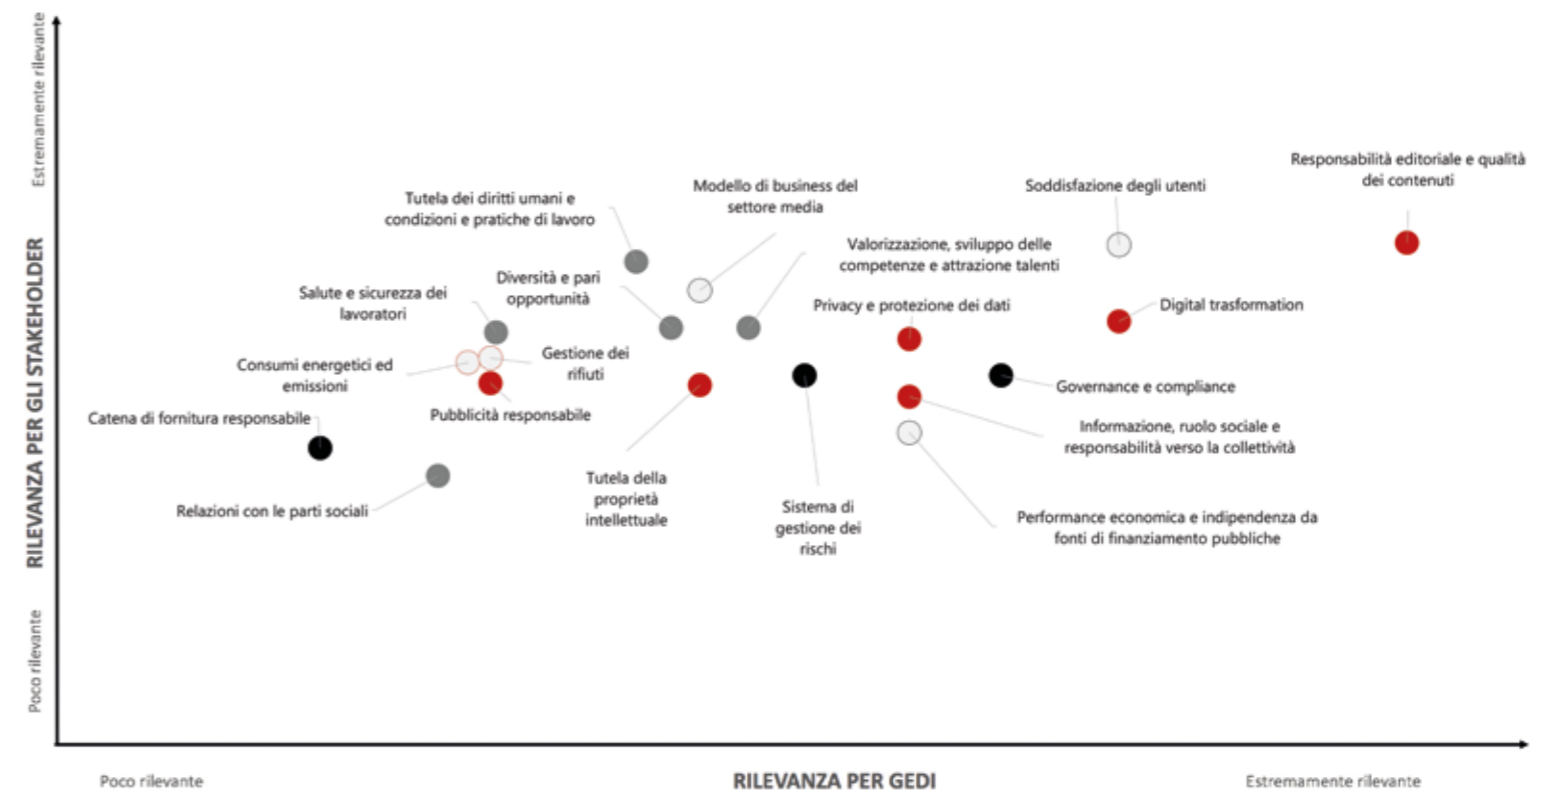 Estremamente rilevante
RILEVANZA PER GLI STAKEHOLDER
Poco rilevante
Responsabilità editoriale e qualità
dei contenuti
Soddisfazione degli utenti
Modello di business del
settore media
Tutela dei diritti umani e
condizioni e pratiche di lavoro
Valorizzazione, sviluppo delle
competenze e attrazione talenti
Diversità e pari
opportunità
Salute e sicurezza dei
lavoratori
Privacy e protezione dei dati
Digital trasformation
Gestione dei
rifiuti
Consumi energetici ed
emissioni
Governance e compliance
Pubblicità responsabile
Catena di fornitura responsabile
Informazione, ruolo sociale e
responsabilità verso la collettività
Tutela della
proprietà
intellettuale
Relazioni con le parti sociali
Sistema di
gestione dei
rischi
Performance economica e indipendenza da
fonti di finanziamento pubbliche
Poco rilevante
RILEVANZA PER GEDI
Estremamente rilevante